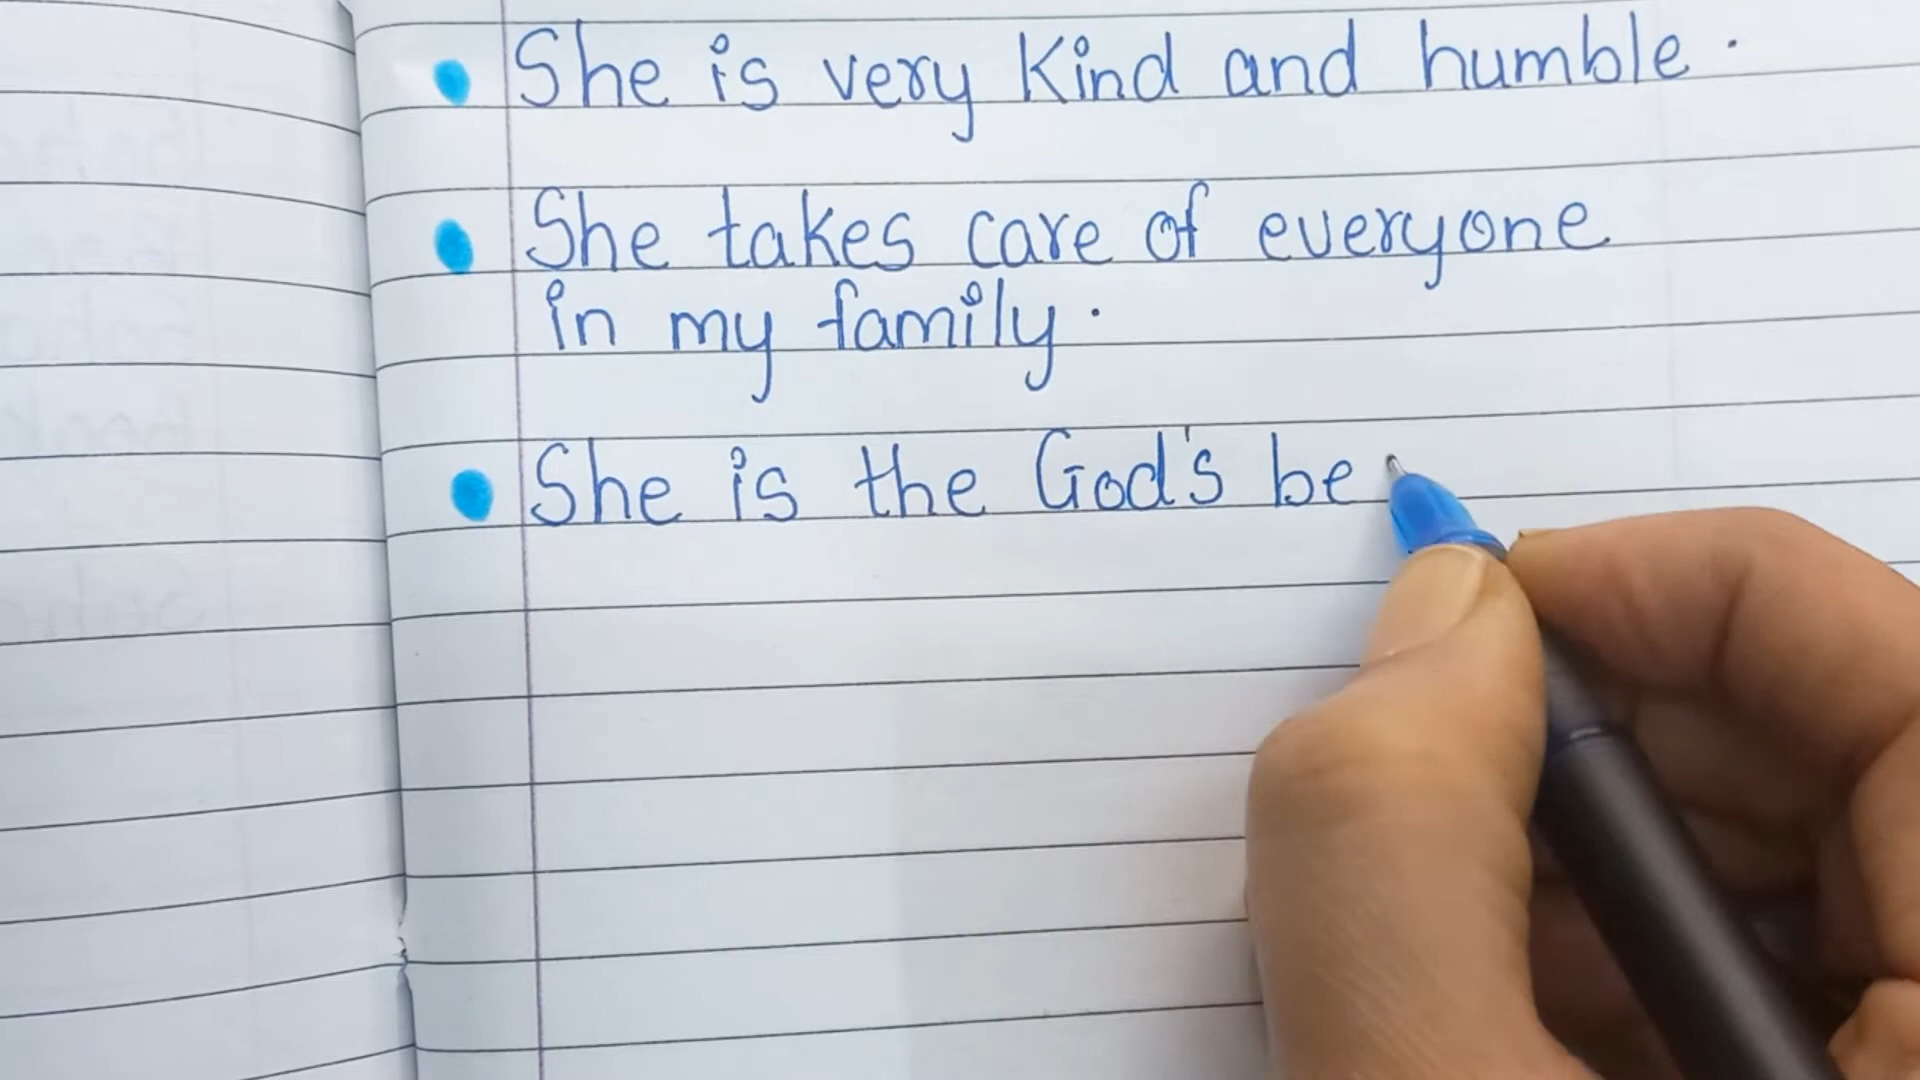 She is very Kind and humble.
She takes care of everyone
in my family.
She is the God's be